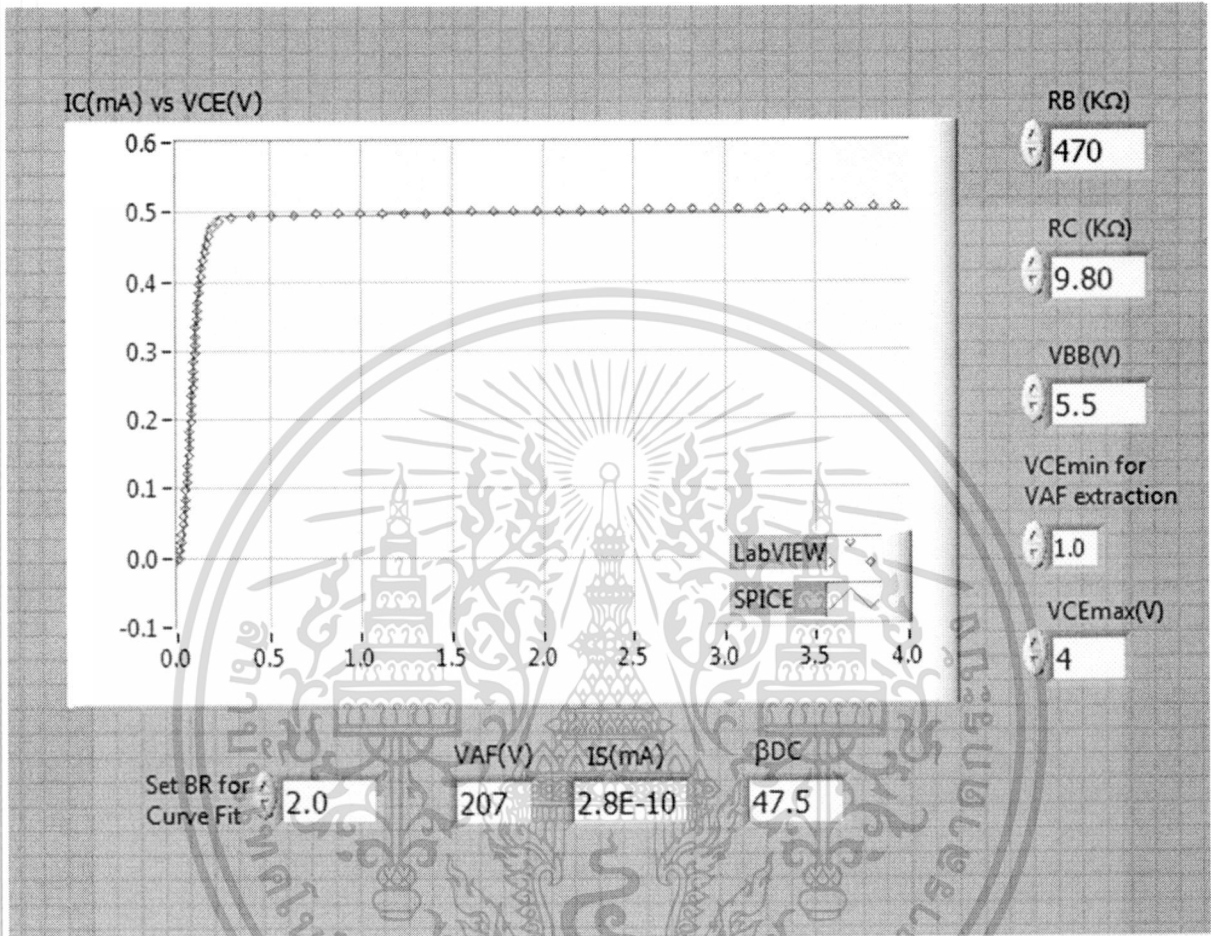 IC(mA) vs VCE(V)
0.6
0.5
0.4
0.3
0.2
0.1
0.0
-0.1
0.0 0.5 1.0 1.5 2.0 2.5 3.0 3.5 4.0
LabVIEW
SPICE
RB (KΩ)
470
RC (KΩ)
9.80
VBB(V)
5.5
VCEmin for
VAF extraction
1.0
VCEmax(V)
4
Set BR for
Curve Fit
2.0
VAF(V)
207
IS(mA)
2.8E-10
βDC
47.5